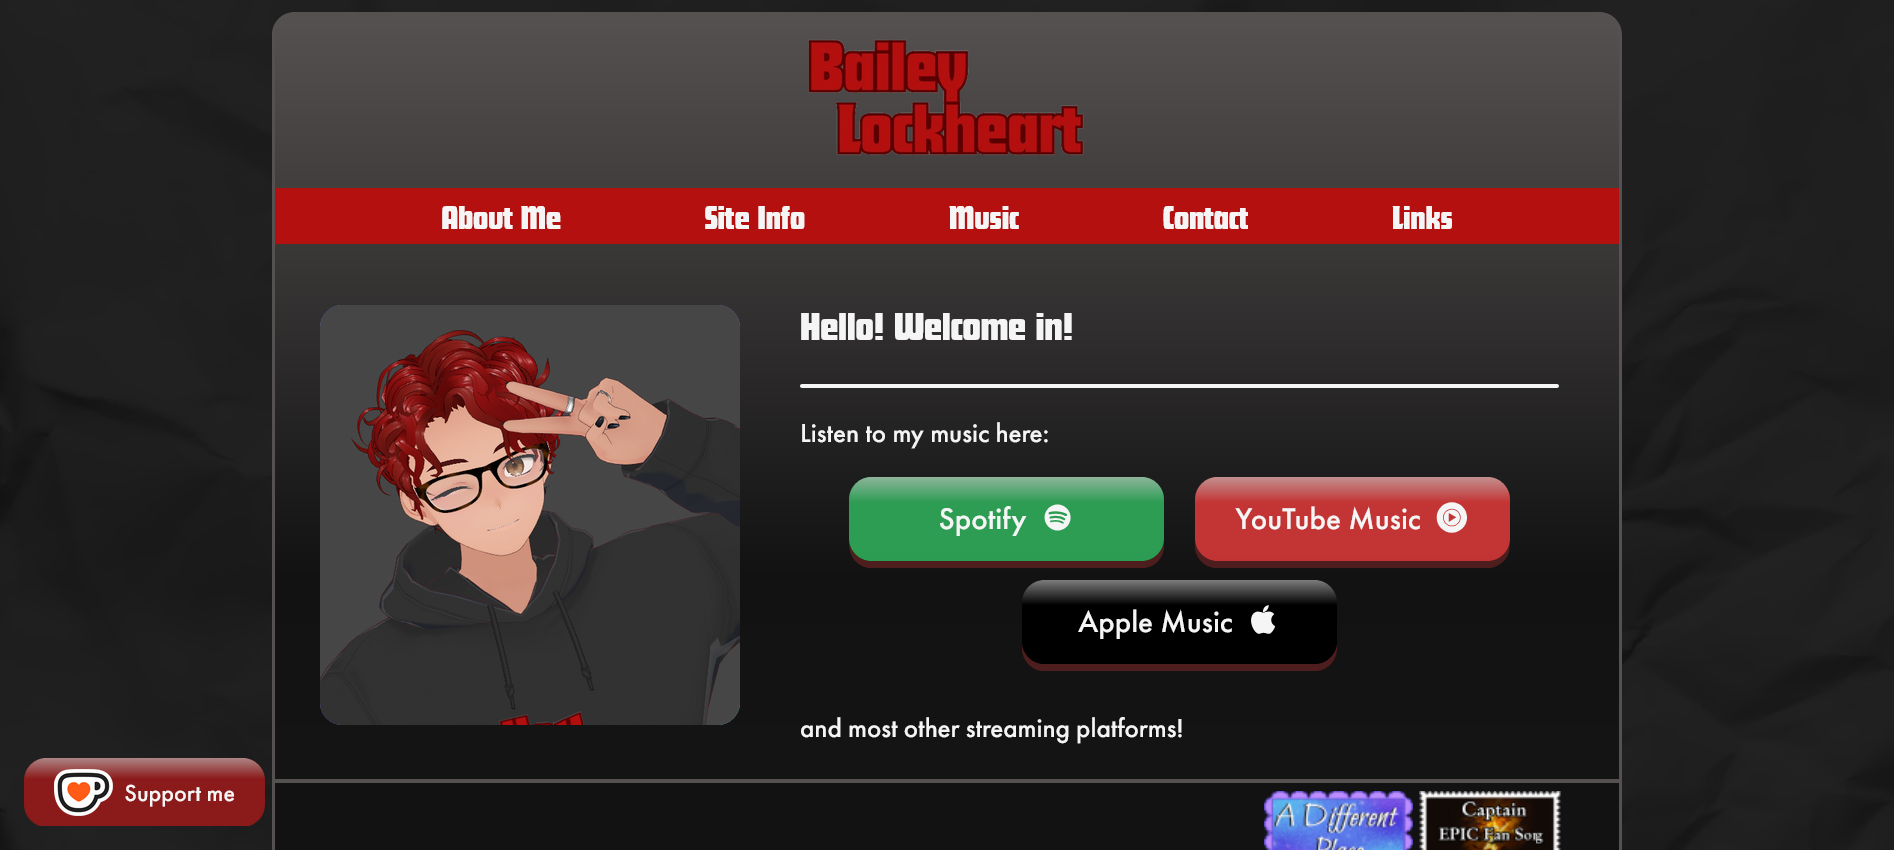 Bailey
Lockheart
About Me
Site Info
Music
Contact
Links
Hello! Welcome in!
Listen to my music here:
Spotify
YouTube Music
Apple Music
and most other streaming platforms!
Support me
A Different
Place
Captain
EPIC Fan Song